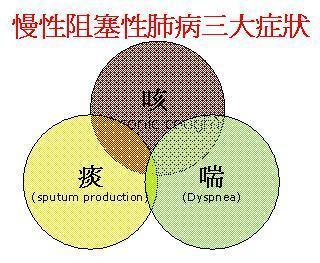 慢性阻塞性肺病三大症狀
咳
痰
(sputum production)
喘
(Dyspnea)